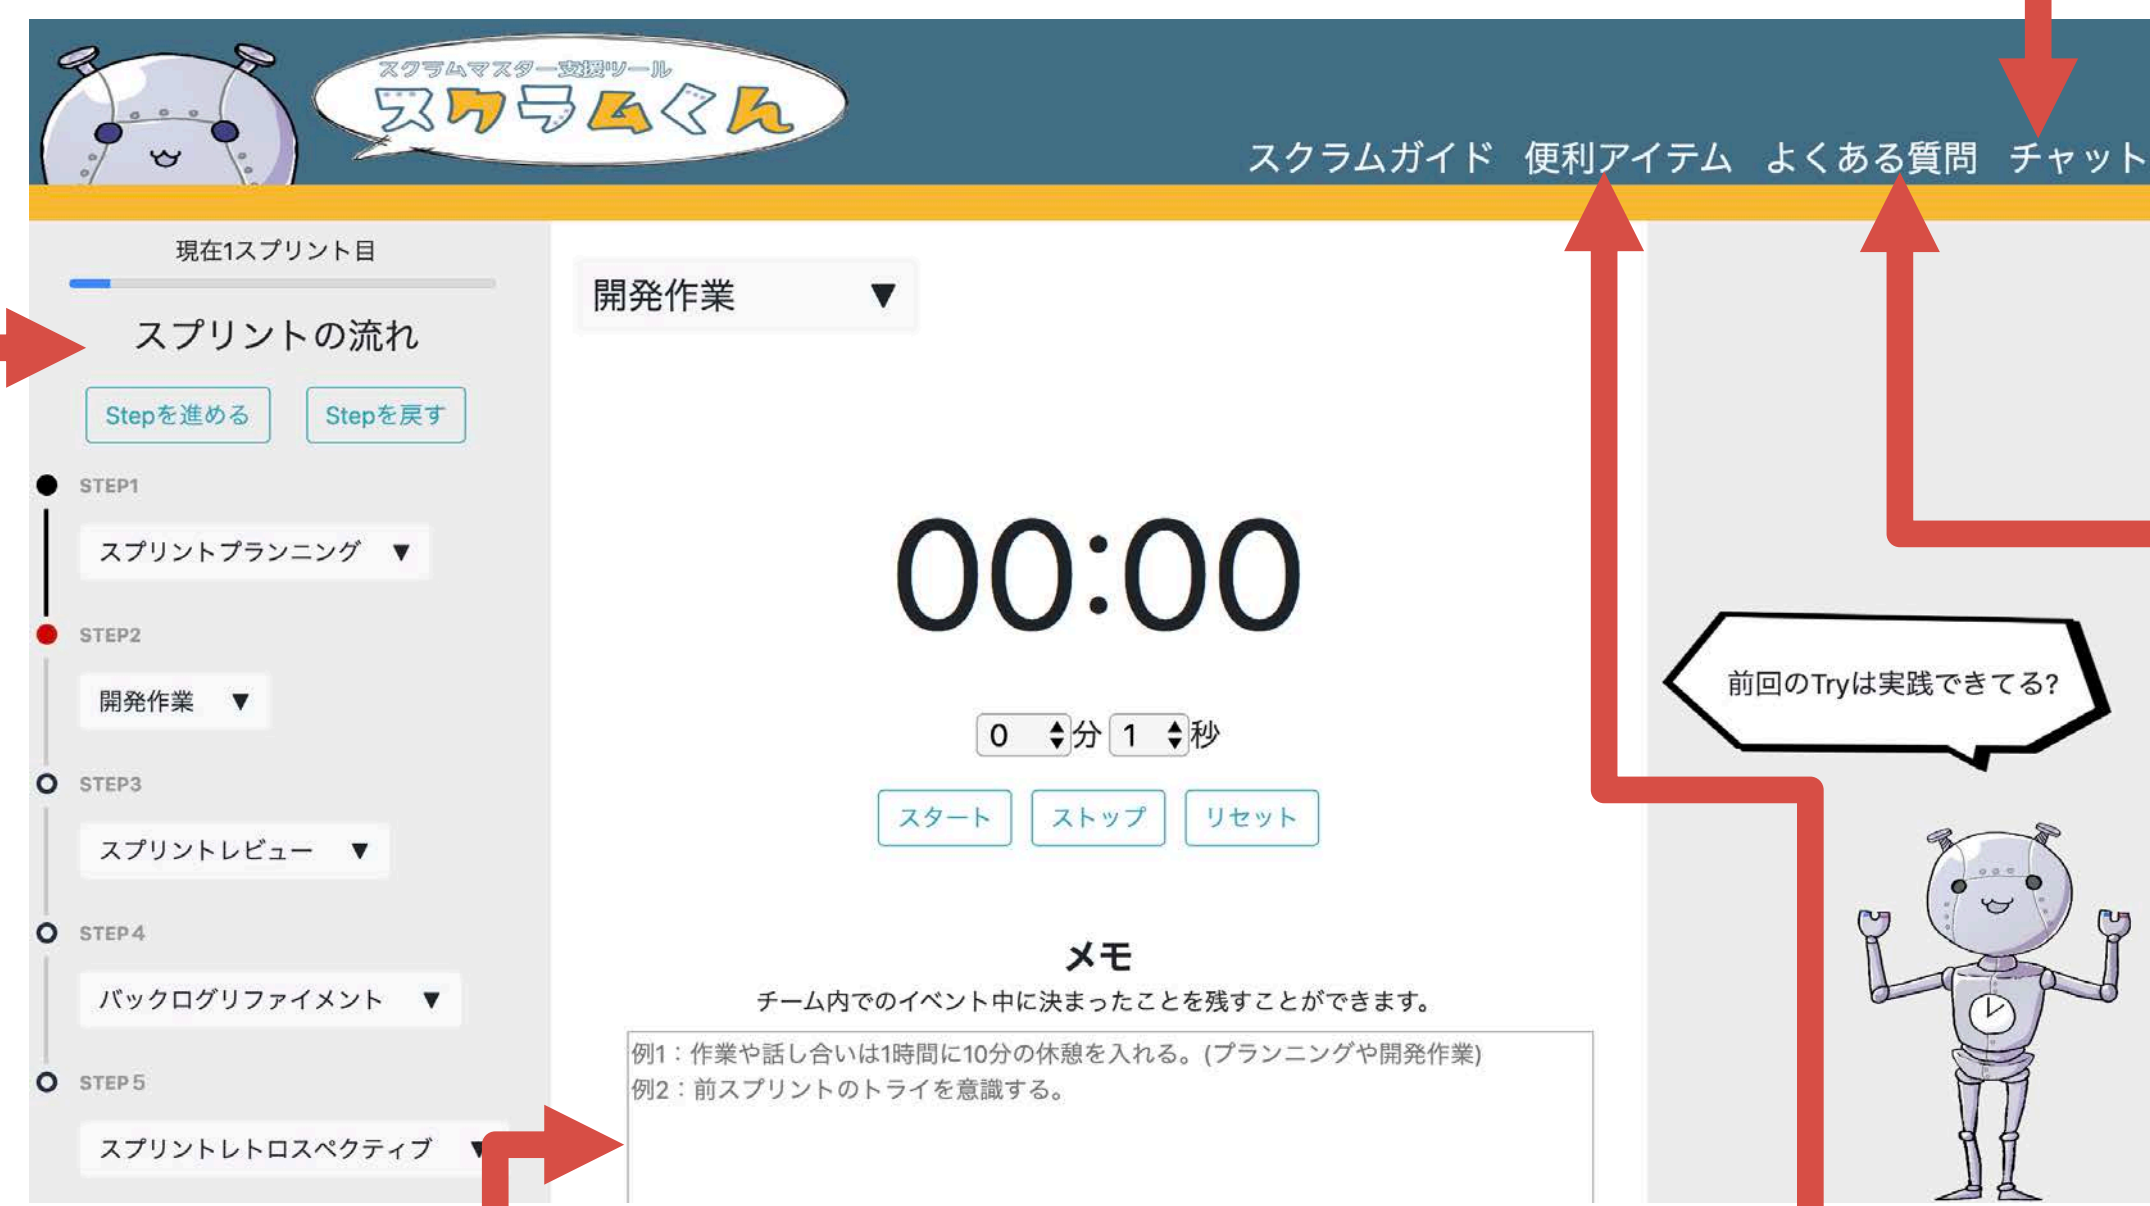 スクラムマスター支援ツール
スクラムくん
スクラムガイド 便利アイテム よくある質問 チャット
現在1スプリント目
スプリントの流れ
Stepを進める Stepを戻す
STEP1
スプリントプランニング ▼
STEP2
開発作業 ▼
STEP3
スプリントレビュー ▼
STEP4
バックログリファイメント ▼
STEP5
スプリントレトロスペクティブ ▼
開発作業 ▼
00:00
0 分 1 秒
スタート ストップ リセット
メモ
チーム内でのイベント中に決まったことを残すことができます。
例1：作業や話し合いは1時間に10分の休憩を入れる。(プランニングや開発作業)
例2：前スプリントのトライを意識する。
前回のTryは実践できてる?